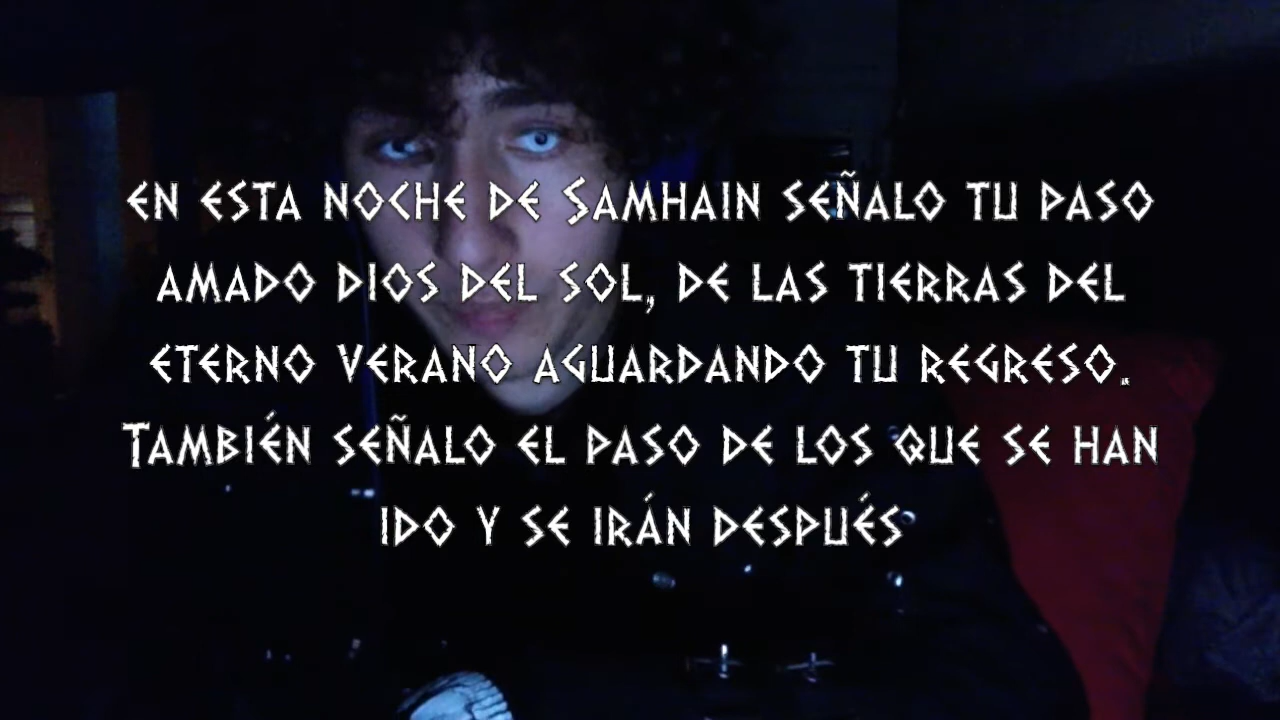 en esta noche de Samhain señalo tu paso
amado dios del sol, de las tierras del
eterno verano aguardando tu regreso.
También señalo el paso de los que se han
ido y se irán después